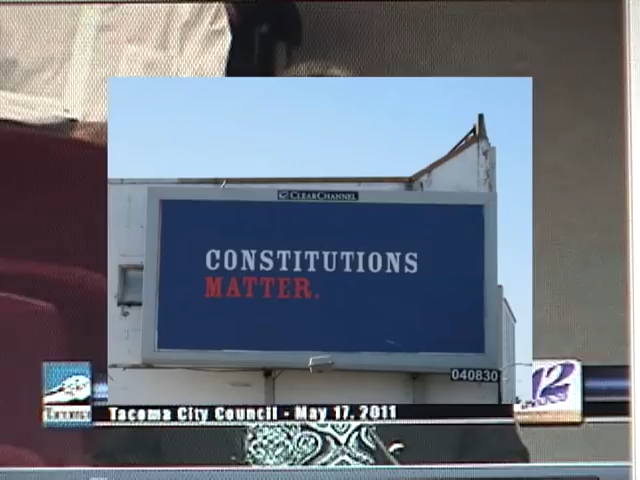 CLEARCHANNEL
CONSTITUTIONS
MATTER.
040830
12
Tacoma City Council - May 17, 2011